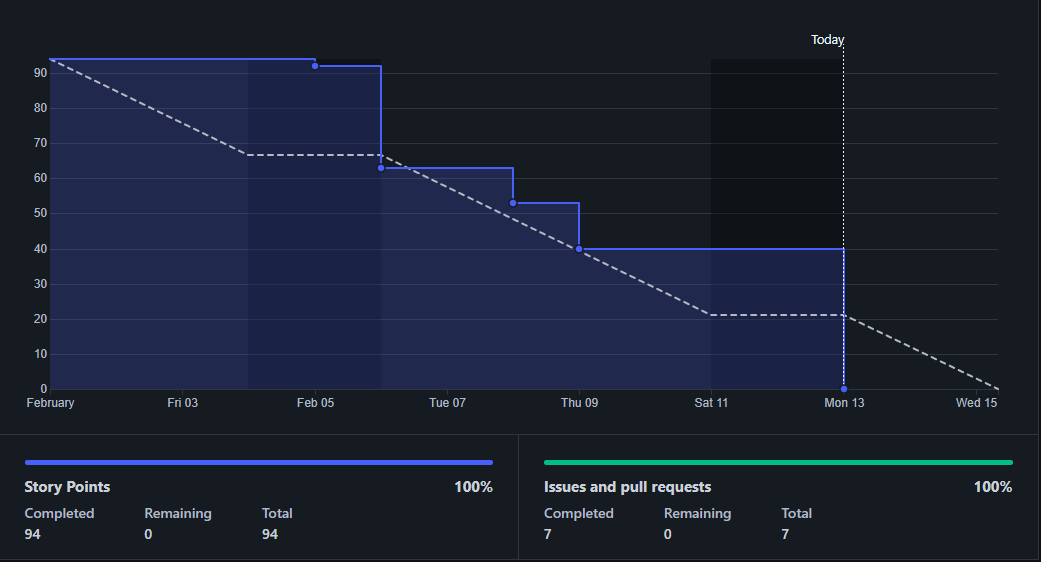 Today
90
80
70
60
50
40
30
20
10
0
February Fri 03 Feb 05 Tue 07 Thu 09 Sat 11 Mon 13 Wed 15
Story Points 100%
Completed Remaining Total
94 0 94
Issues and pull requests 100%
Completed Remaining Total
7 0 7